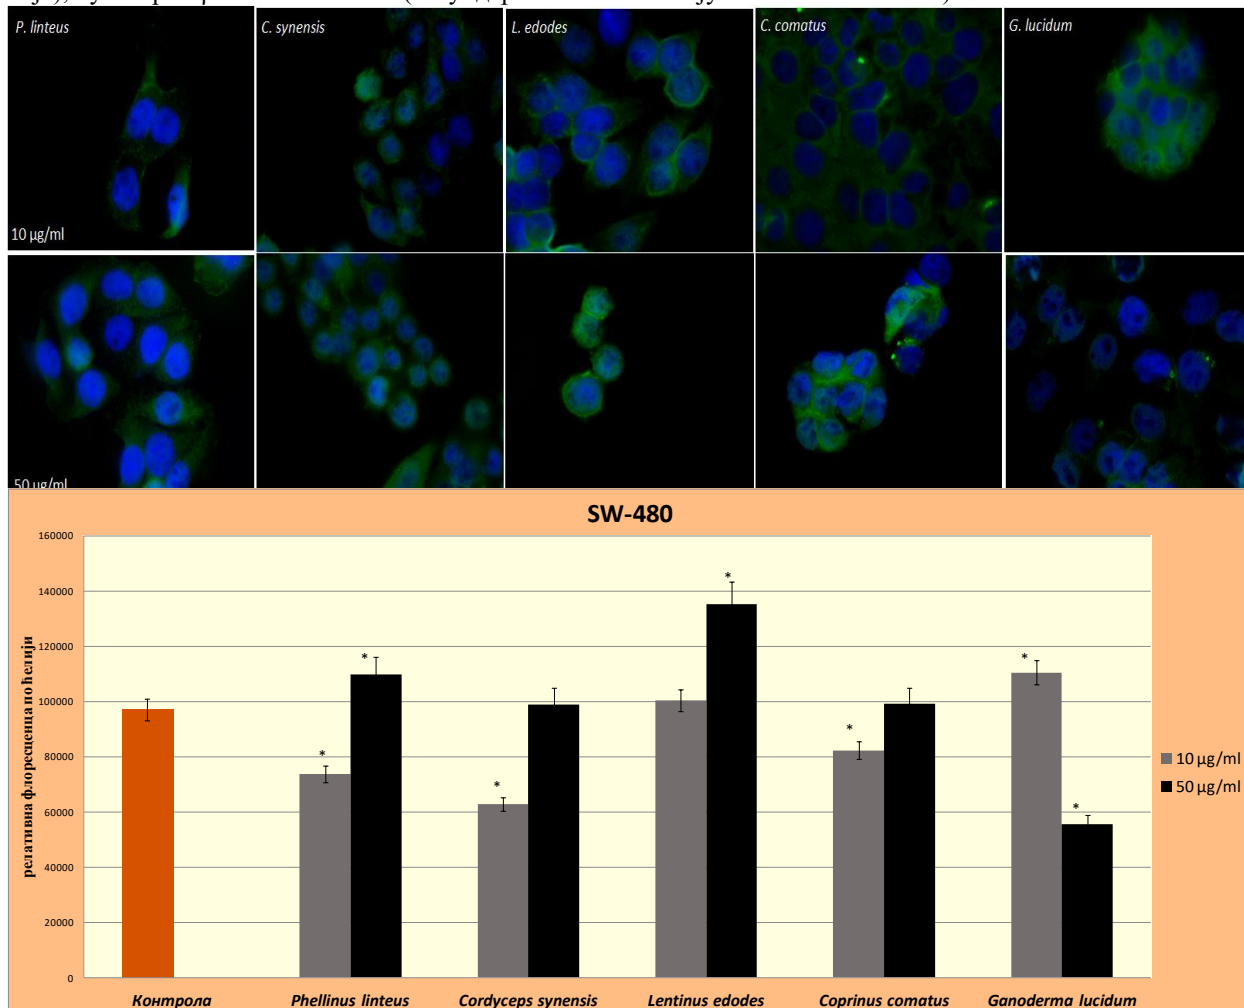 P. linteus
C. synensis
L. edodes
C. comatus
G. lucidum
10 µg/ml
50 µg/ml
SW-480
релативна флоресценца по ћелији
160000
140000
120000
100000
80000
60000
40000
20000
0
*
*
*
*
*
*
*
10 µg/ml
50 µg/ml
Контрола
Phellinus linteus
Cordyceps synensis
Lentinus edodes
Coprinus comatus
Ganoderma lucidum